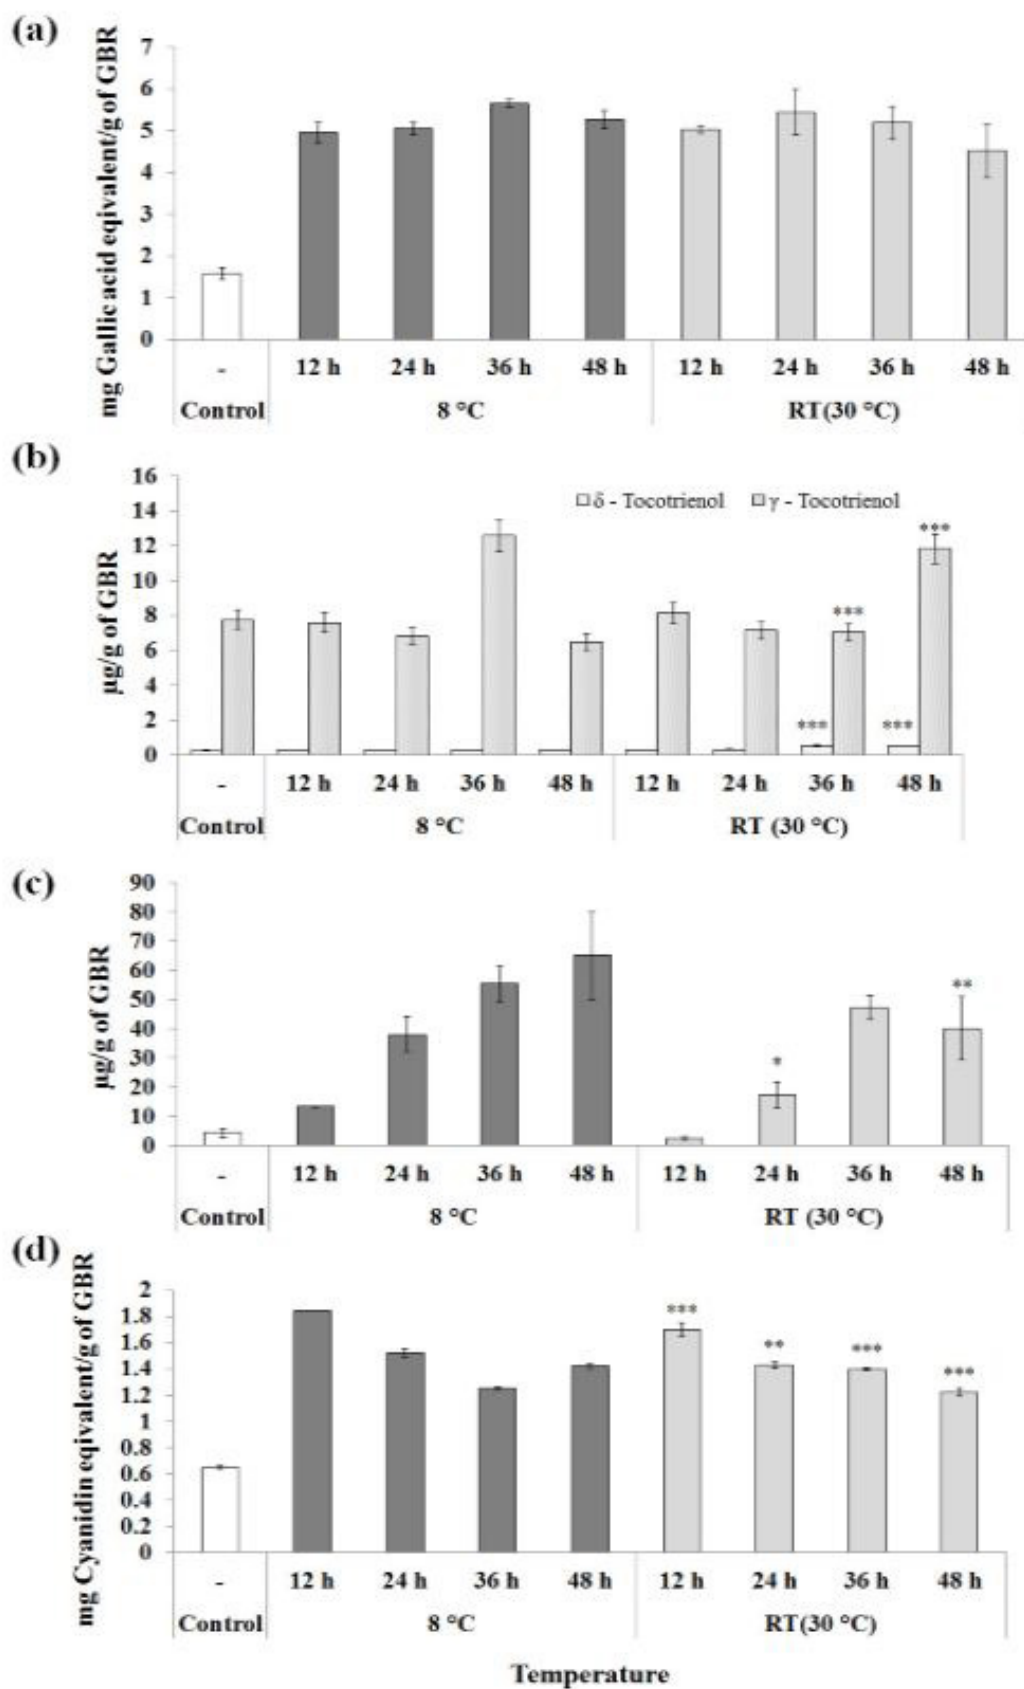 (a)
mg Gallic acid eqivalent/g of GBR
7
6
5
4
3
2
1
0
- 12 h 24 h 36 h 48 h 12 h 24 h 36 h 48 h
Control 8 °C RT(30 °C)
(b)
µg/g of GBR
16
14
12
10
8
6
4
2
0
δ - Tocotrienol γ - Tocotrienol
***
***
*** ***
- 12 h 24 h 36 h 48 h 12 h 24 h 36 h 48 h
Control 8 °C RT (30 °C)
(c)
µg/g of GBR
90
80
70
60
50
40
30
20
10
0
**
*
- 12 h 24 h 36 h 48 h 12 h 24 h 36 h 48 h
Control 8 °C RT (30 °C)
(d)
mg Cyanidin eqivalent/g of GBR
2
1.8
1.6
1.4
1.2
1
0.8
0.6
0.4
0.2
0
*** ** *** ***
- 12 h 24 h 36 h 48 h 12 h 24 h 36 h 48 h
Control 8 °C RT(30 °C)
Temperature